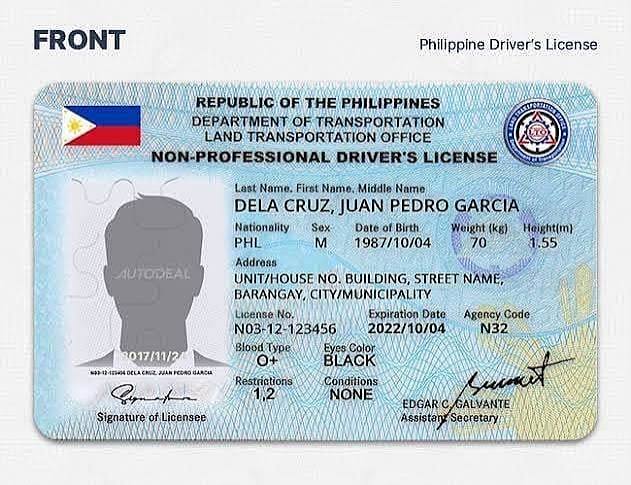 FRONT
Philippine Driver's License
REPUBLIC OF THE PHILIPPINES
DEPARTMENT OF TRANSPORTATION
LAND TRANSPORTATION OFFICE
NON-PROFESSIONAL DRIVER'S LICENSE
LTO
Last Name, First Name, Middle Name
DELA CRUZ, JUAN PEDRO GARCIA
Nationality Sex Date of Birth Weight (kg) Height(m)
PHL M 1987/10/04 70 1.55
Address
UNIT/HOUSE NO. BUILDING, STREET NAME,
BARANGAY, CITY/MUNICIPALITY
License No. Expiration Date Agency Code
N03-12-123456 2022/10/04 N32
Blood Type Eyes Color
O+ BLACK
Restrictions Conditions
1,2 NONE
AUTODEAL
2017/11/24
N03-12-123456 DELA CRUZ, JUAN PEDRO GARCIA
Signature of Licensee
EDGAR C. GALVANTE
Assistant Secretary